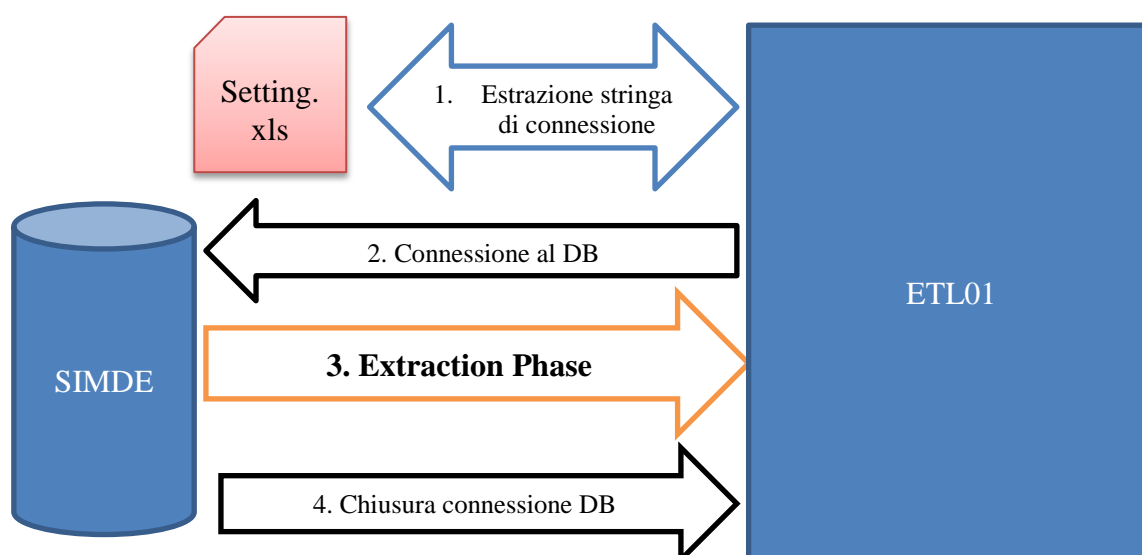 Setting.
xls
1. Estrazione stringa
di connessione
2. Connessione al DB
ETL01
3. Extraction Phase
SIMDE
4. Chiusura connessione DB